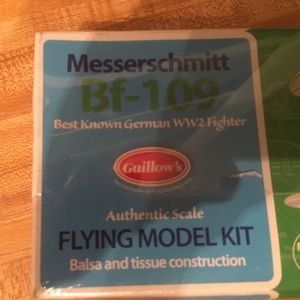 Messerschmitt
Bf-109
Best Known German WW2 Fighter
Guillow's
Authentic Scale
FLYING MODEL KIT
Balsa and tissue construction